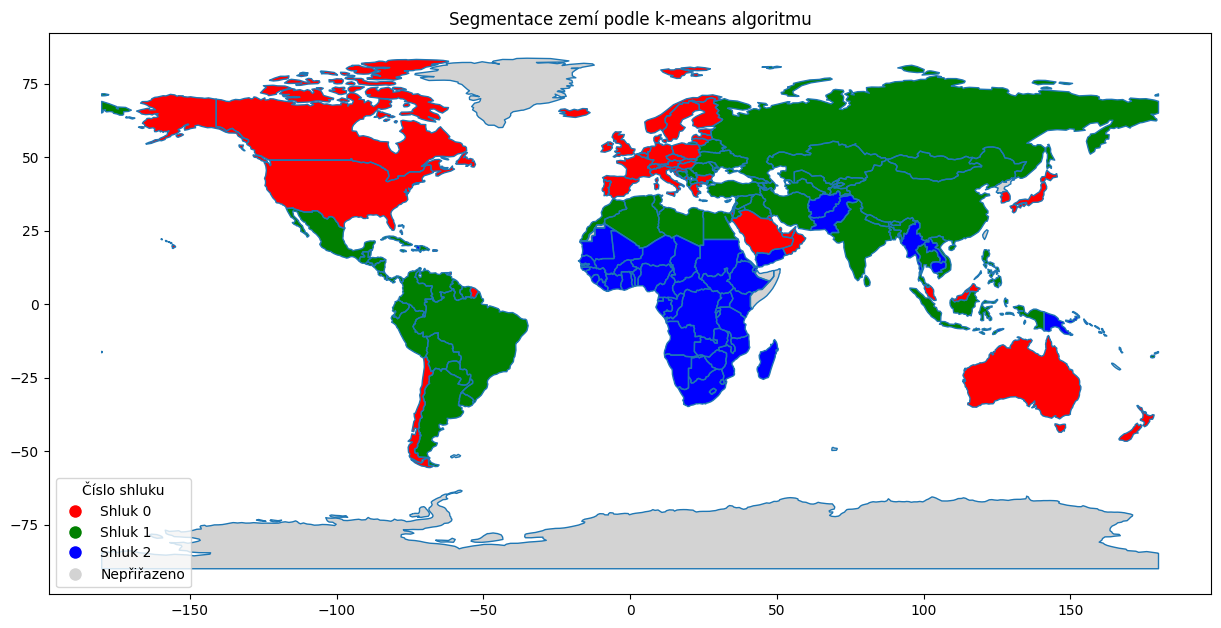 Segmentace zemí podle k-means algoritmu
75
50
25
0
−25
−50
−75
Číslo shluku
Shluk 0
Shluk 1
Shluk 2
Nepřiřazeno
−150
−100
−50
0
50
100
150